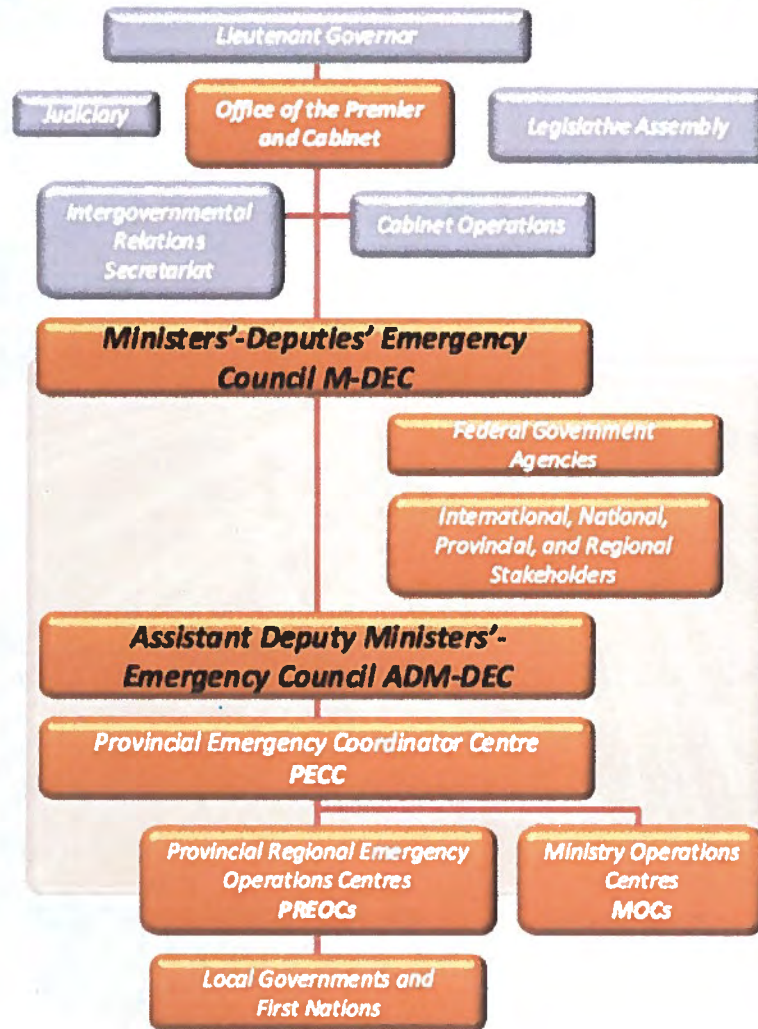 Lieutenant Governor
Judiciary
Office of the Premier
and Cabinet
Legislative Assembly
Intergovernmental
Relations
Secretariat
Cabinet Operations
Ministers'-Deputies' Emergency
Council M-DEC
Federal Government
Agencies
International, National,
Provincial, and Regional
Stakeholders
Assistant Deputy Ministers'-
Emergency Council ADM-DEC
Provincial Emergency Coordinator Centre
PECC
Provincial Regional Emergency
Operations Centres
PREOCs
Ministry Operations
Centres
MOCs
Local Governments and
First Nations